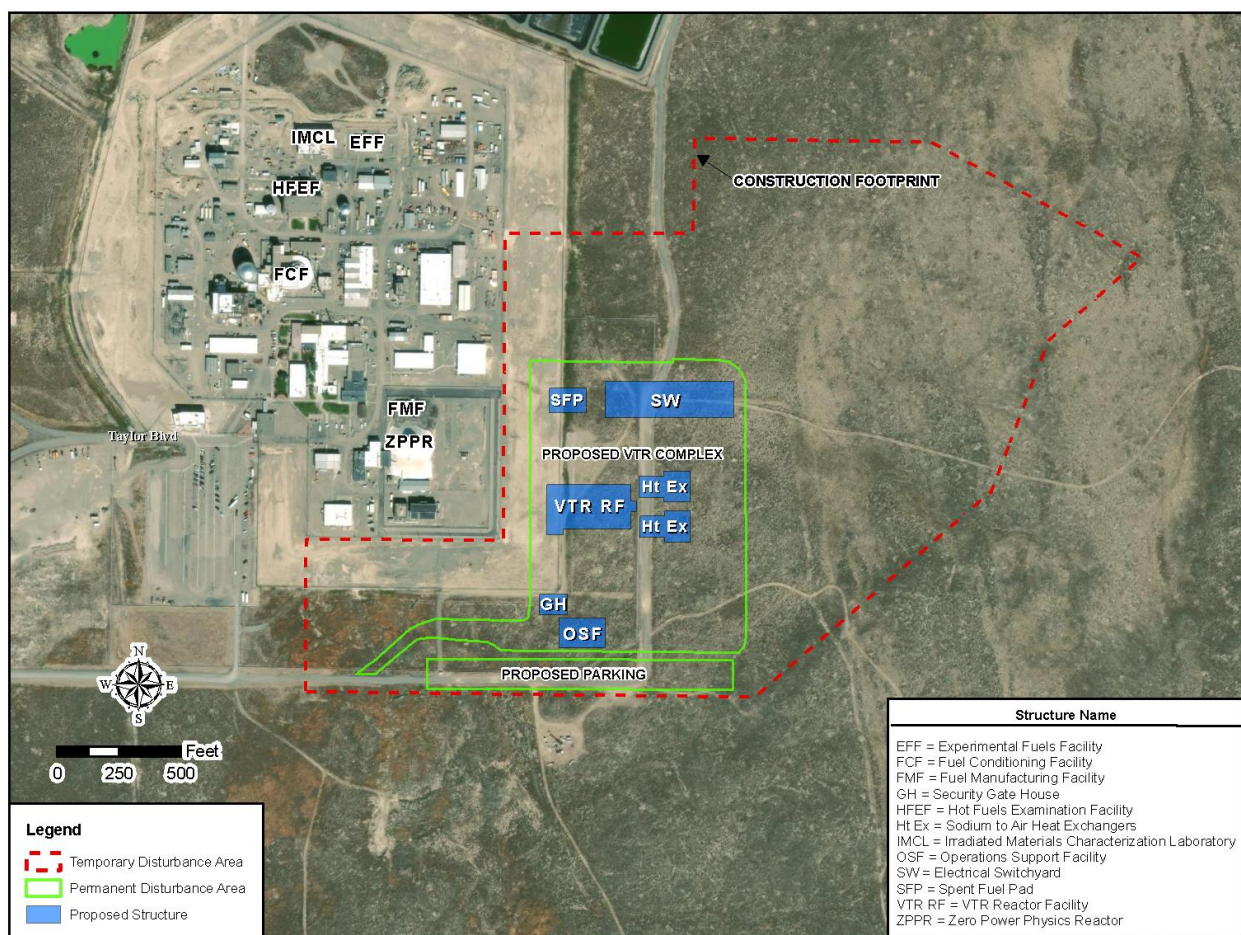 IMCL
EFF
HFEF
CONSTRUCTION FOOTPRINT
FCF
SFP
SW
FMF
Taylor Blvd
ZPPR
PROPOSED VTR COMPLEX
Ht Ex
VTR RF
Ht Ex
GH
OSF
PROPOSED PARKING
N
W E
S
Feet
0 250 500
Legend
Temporary Disturbance Area
Permanent Disturbance Area
Proposed Structure
Structure Name
EFF = Experimental Fuels Facility
FCF = Fuel Conditioning Facility
FMF = Fuel Manufacturing Facility
GH = Security Gate House
HFEF = Hot Fuels Examination Facility
Ht Ex = Sodium to Air Heat Exchangers
IMCL = Irradiated Materials Characterization Laboratory
OSF = Operations Support Facility
SW = Electrical Switchyard
SFP = Spent Fuel Pad
VTR RF = VTR Reactor Facility
ZPPR = Zero Power Physics Reactor